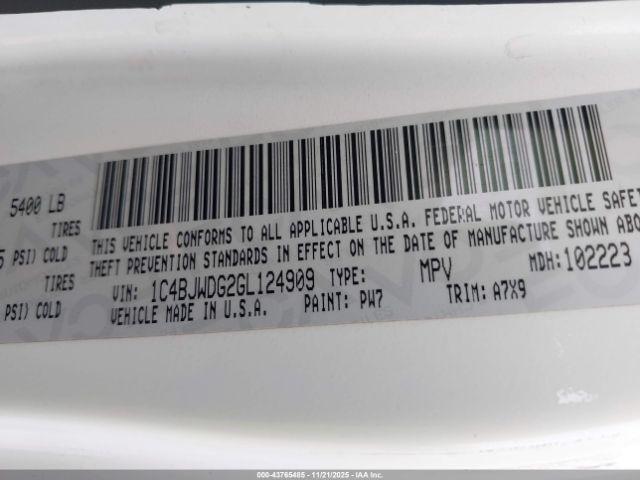 5400 LB
TIRES
PSI) COLD
TIRES
PSI) COLD
THIS VEHICLE CONFORMS TO ALL APPLICABLE U.S.A. FEDERAL MOTOR VEHICLE SAFET
THEFT PREVENTION STANDARDS IN EFFECT ON THE DATE OF MANUFACTURE SHOWN ABO
VIN: 1C4BJWDG2GL124909 TYPE: MPV MDH:102223
VEHICLE MADE IN U.S.A. PAINT: PW7 TRIM: A7X9
000-43765485 - 11/21/2025 - IAA Inc.